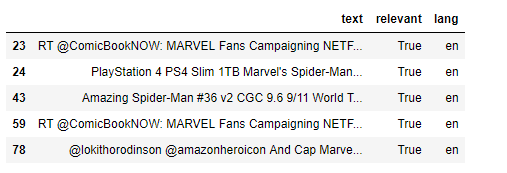 text relevant lang
23 RT @ComicBookNOW: MARVEL Fans Campaigning NETF... True en
24 PlayStation 4 PS4 Slim 1TB Marvel's Spider-Man... True en
43 Amazing Spider-Man #36 v2 CGC 9.6 9/11 World T... True en
59 RT @ComicBookNOW: MARVEL Fans Campaigning NETF... True en
78 @lokithorodinson @amazonheroicon And Cap Marve... True en